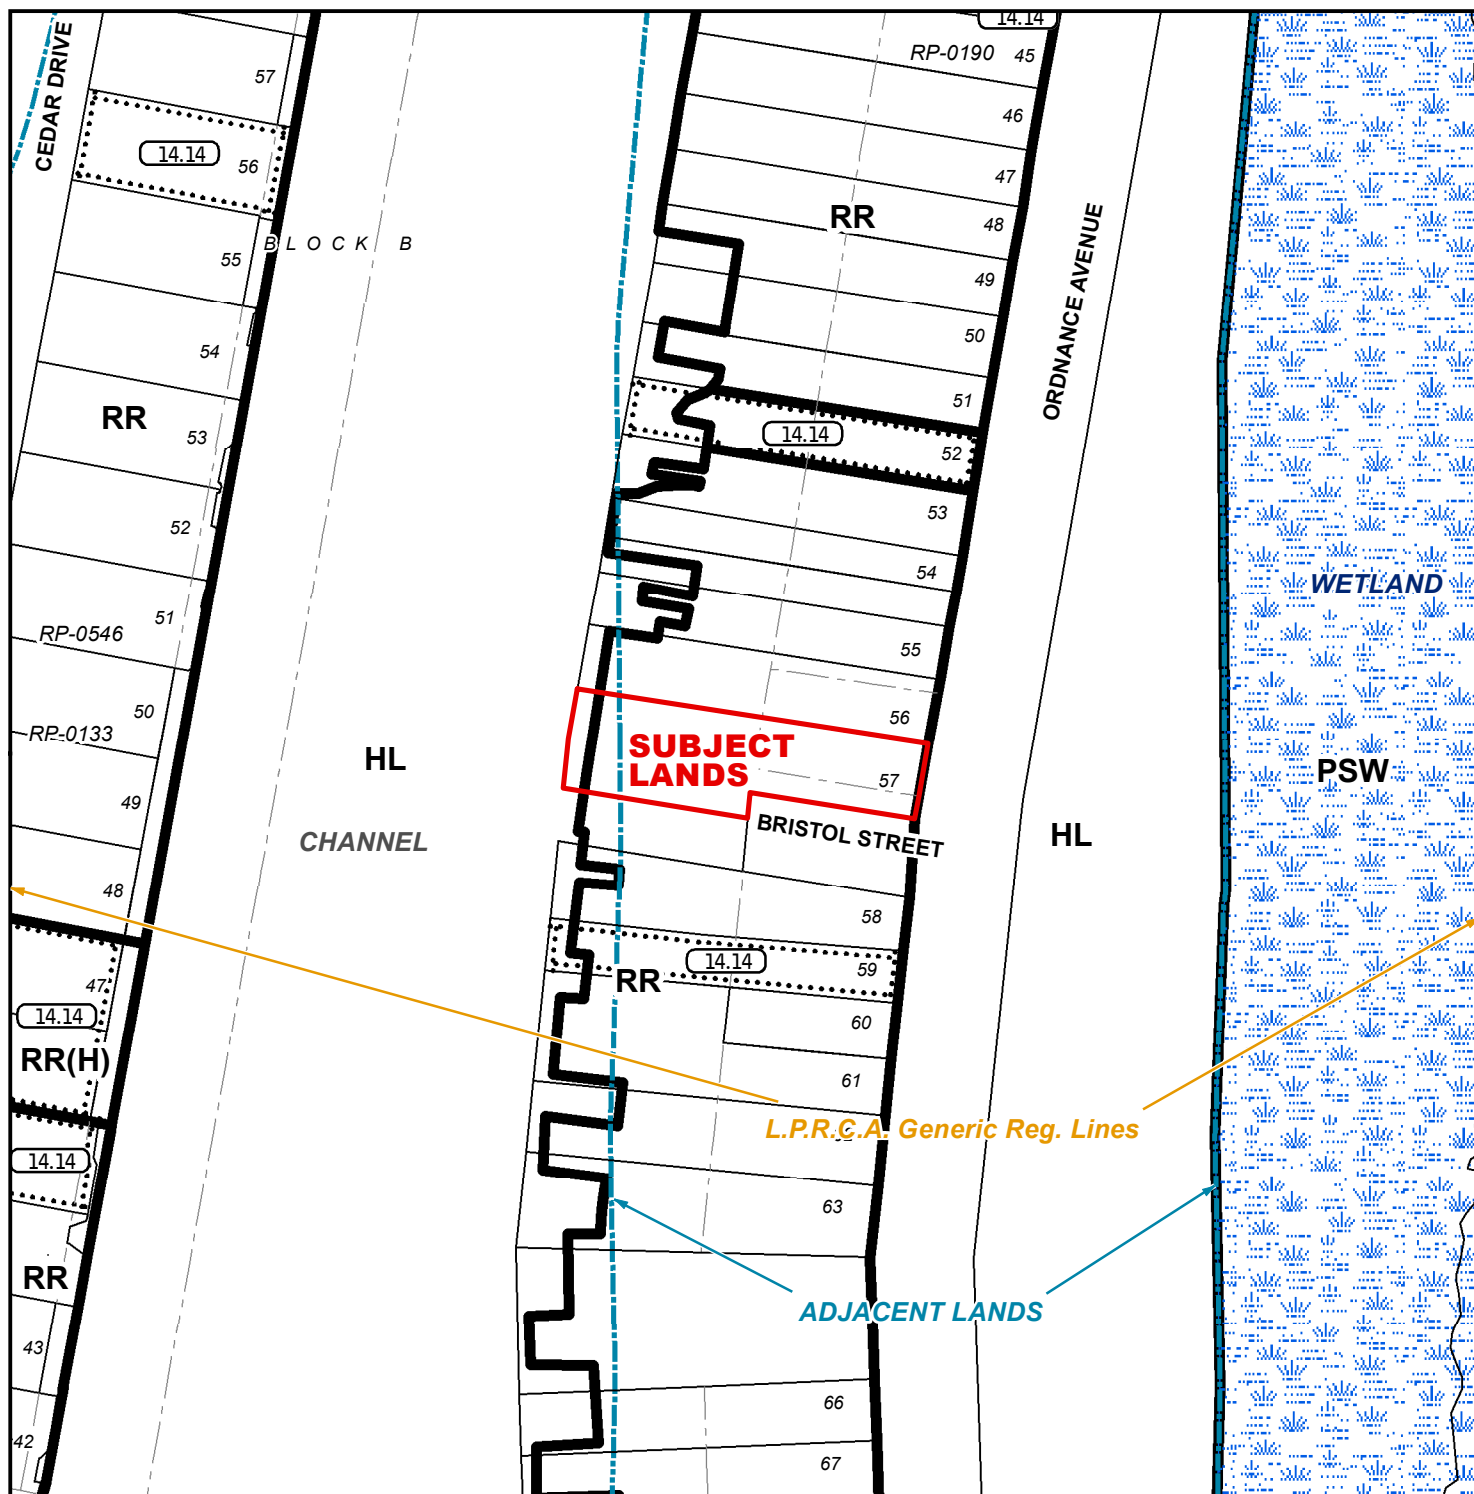 14.14
RP-0190 45
CEDAR DRIVE
57
46
14.14
56
47
RR
48
BLOCK B
55
49
ORDNANCE AVENUE
50
54
51
RR
53
14.14
52
52
53
54
WETLAND
51
RP-0546
55
50
56
RP-0133
SUBJECT
LANDS
HL
57
PSW
49
BRISTOL STREET
HL
CHANNEL
48
58
14.14
59
RR
47
14.14
60
RR(H)
61
L.P.R.C.A. Generic Reg. Lines
14.14
63
RR
ADJACENT LANDS
43
66
42
67